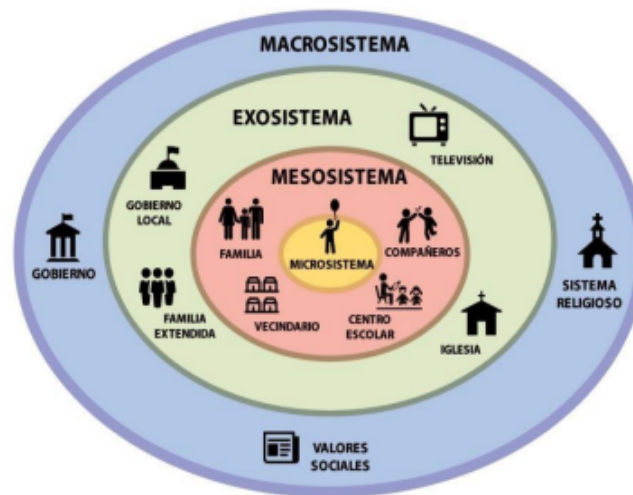 MACROSISTEMA
EXOSISTEMA
TELEVISIÓN
MESOSISTEMA
GOBIERNO
LOCAL
FAMILIA
COMPAÑEROS
MICROSISTEMA
GOBIERNO
SISTEMA
RELIGIOSO
FAMILIA
EXTENDIDA
VECINDARIO
CENTRO
ESCOLAR
IGLESIA
VALORES
SOCIALES